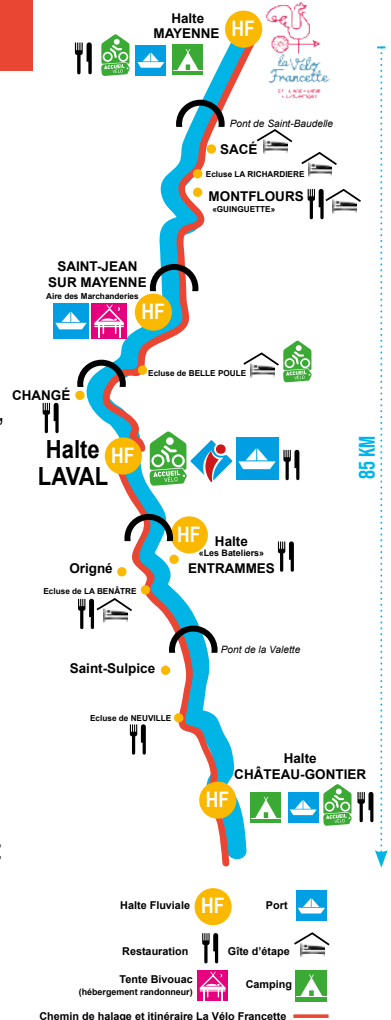 Halte
MAYENNE
HF
la Vélo
Francette
ACCUEIL
VÉLO
Pont de Saint-Baudelle
SACÉ
Ecluse LA RICHARDIERE
MONTFLOURS
«GUINGUETTE»
SAINT-JEAN
SUR MAYENNE
Aire des Marchanderies
HF
Ecluse de BELLE POULE
ACCUEIL
VÉLO
CHANGÉ
Halte
LAVAL
HF
ACCUEIL
VÉLO
85 KM
HF
Halte
«Les Bateliers»
ENTRAMMES
Origné
Ecluse de LA BENÂTRE
Pont de la Valette
Saint-Sulpice
Ecluse de NEUVILLE
Halte
CHÂTEAU-GONTIER
HF
ACCUEIL
VÉLO
Halte Fluviale HF Port
Restauration Gîte d'étape
Tente Bivouac Camping
(hébergement randonneur)
Chemin de halage et itinéraire La Vélo Francette